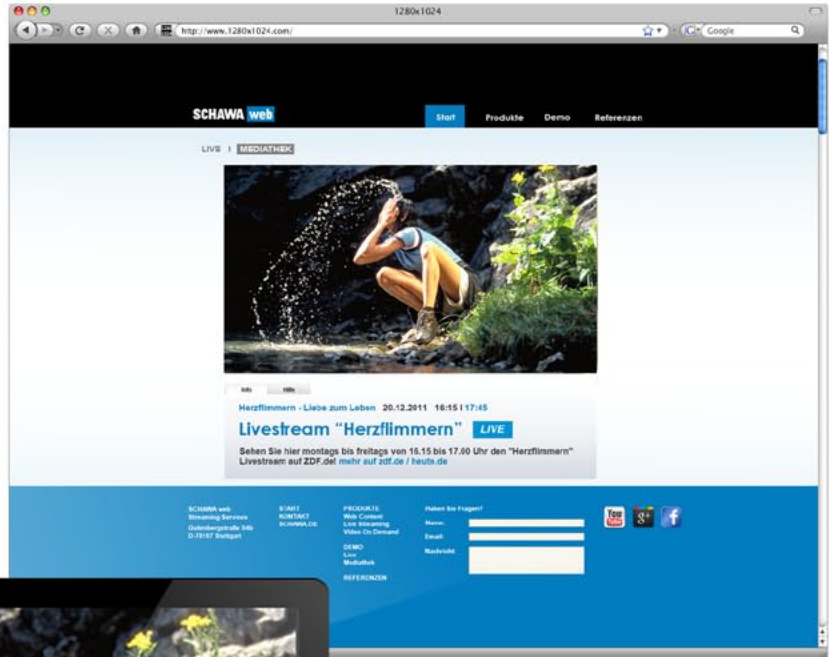 1280x1024
http://www.1280x1024.com/
Google
SCHAWA web
Start Produkte Demo Referenzen
LIVE I MEDIATHEK
Info Hilfe
Herzflimmern - Liebe zum Leben 20.12.2011 16:15 I 17:45
Livestream "Herzflimmern" LIVE
Sehen Sie hier montags bis freitags von 16.15 bis 17.00 Uhr den "Herzflimmern"
Livestream auf ZDF.de! mehr auf zdf.de / heute.de
SCHAWA web
Streaming Services
D-70197 Stuttgart
START
KONTAKT
SCHAWA.DE
PRODUKTE
Web Content
Live Streaming
Video On Demand
DEMO
Live
Mediathek
REFERENZEN
Haben Sie Fragen?
Name:
Email:
Nachricht:
You
Tube
g+
f